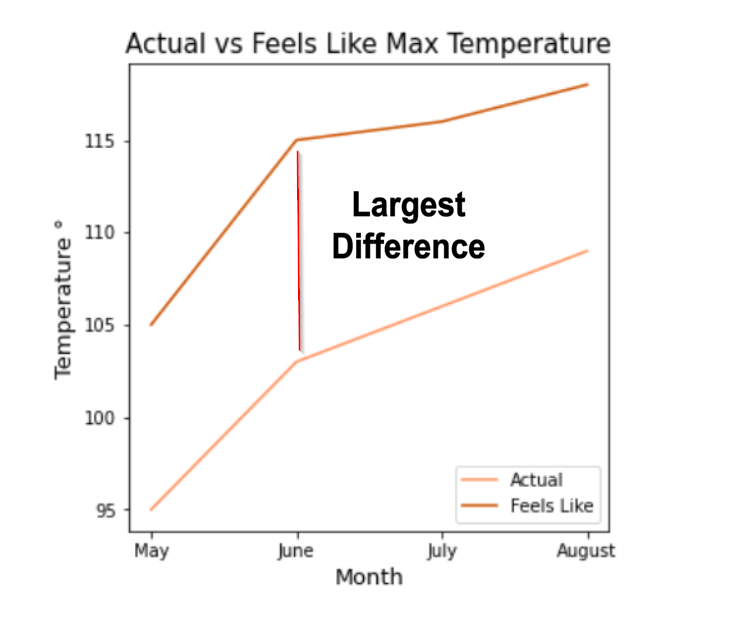 Actual vs Feels Like Max Temperature
115
110
105
100
95
Temperature °
Largest
Difference
Actual
Feels Like
May June July August
Month